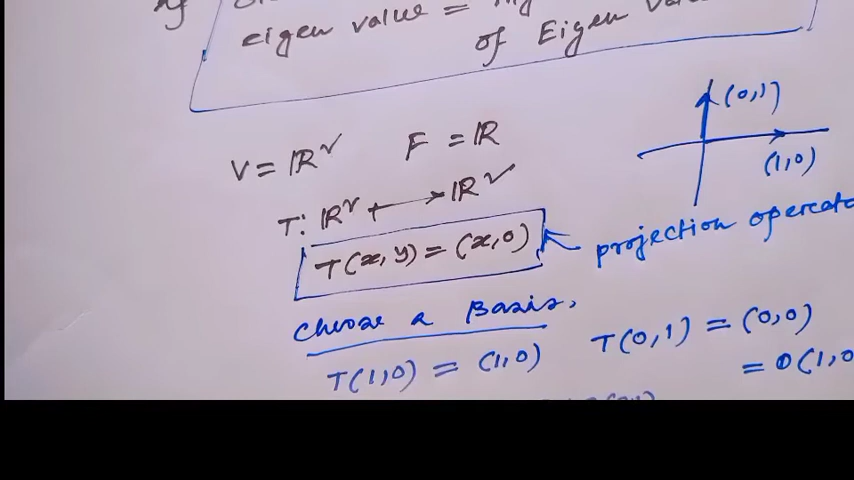 eigen value =
of Eigen
V = ℝ² F = ℝ
(0,1)
(1,0)
T: ℝ² ⟼ ℝ²
T(x, y) = (x, 0)
projection
Choose a Basis.
T(1,0) = (1,0) T(0,1) = (0,0)
= 0(1,0